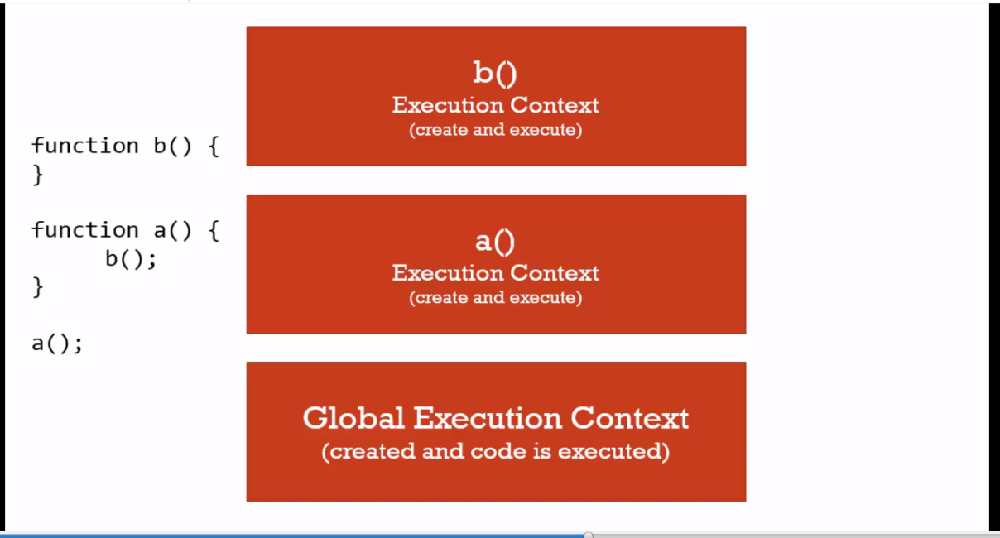 function b() {
}
function a() {
b();
}
a();
b()
Execution Context
(create and execute)
a()
Execution Context
(create and execute)
Global Execution Context
(created and code is executed)